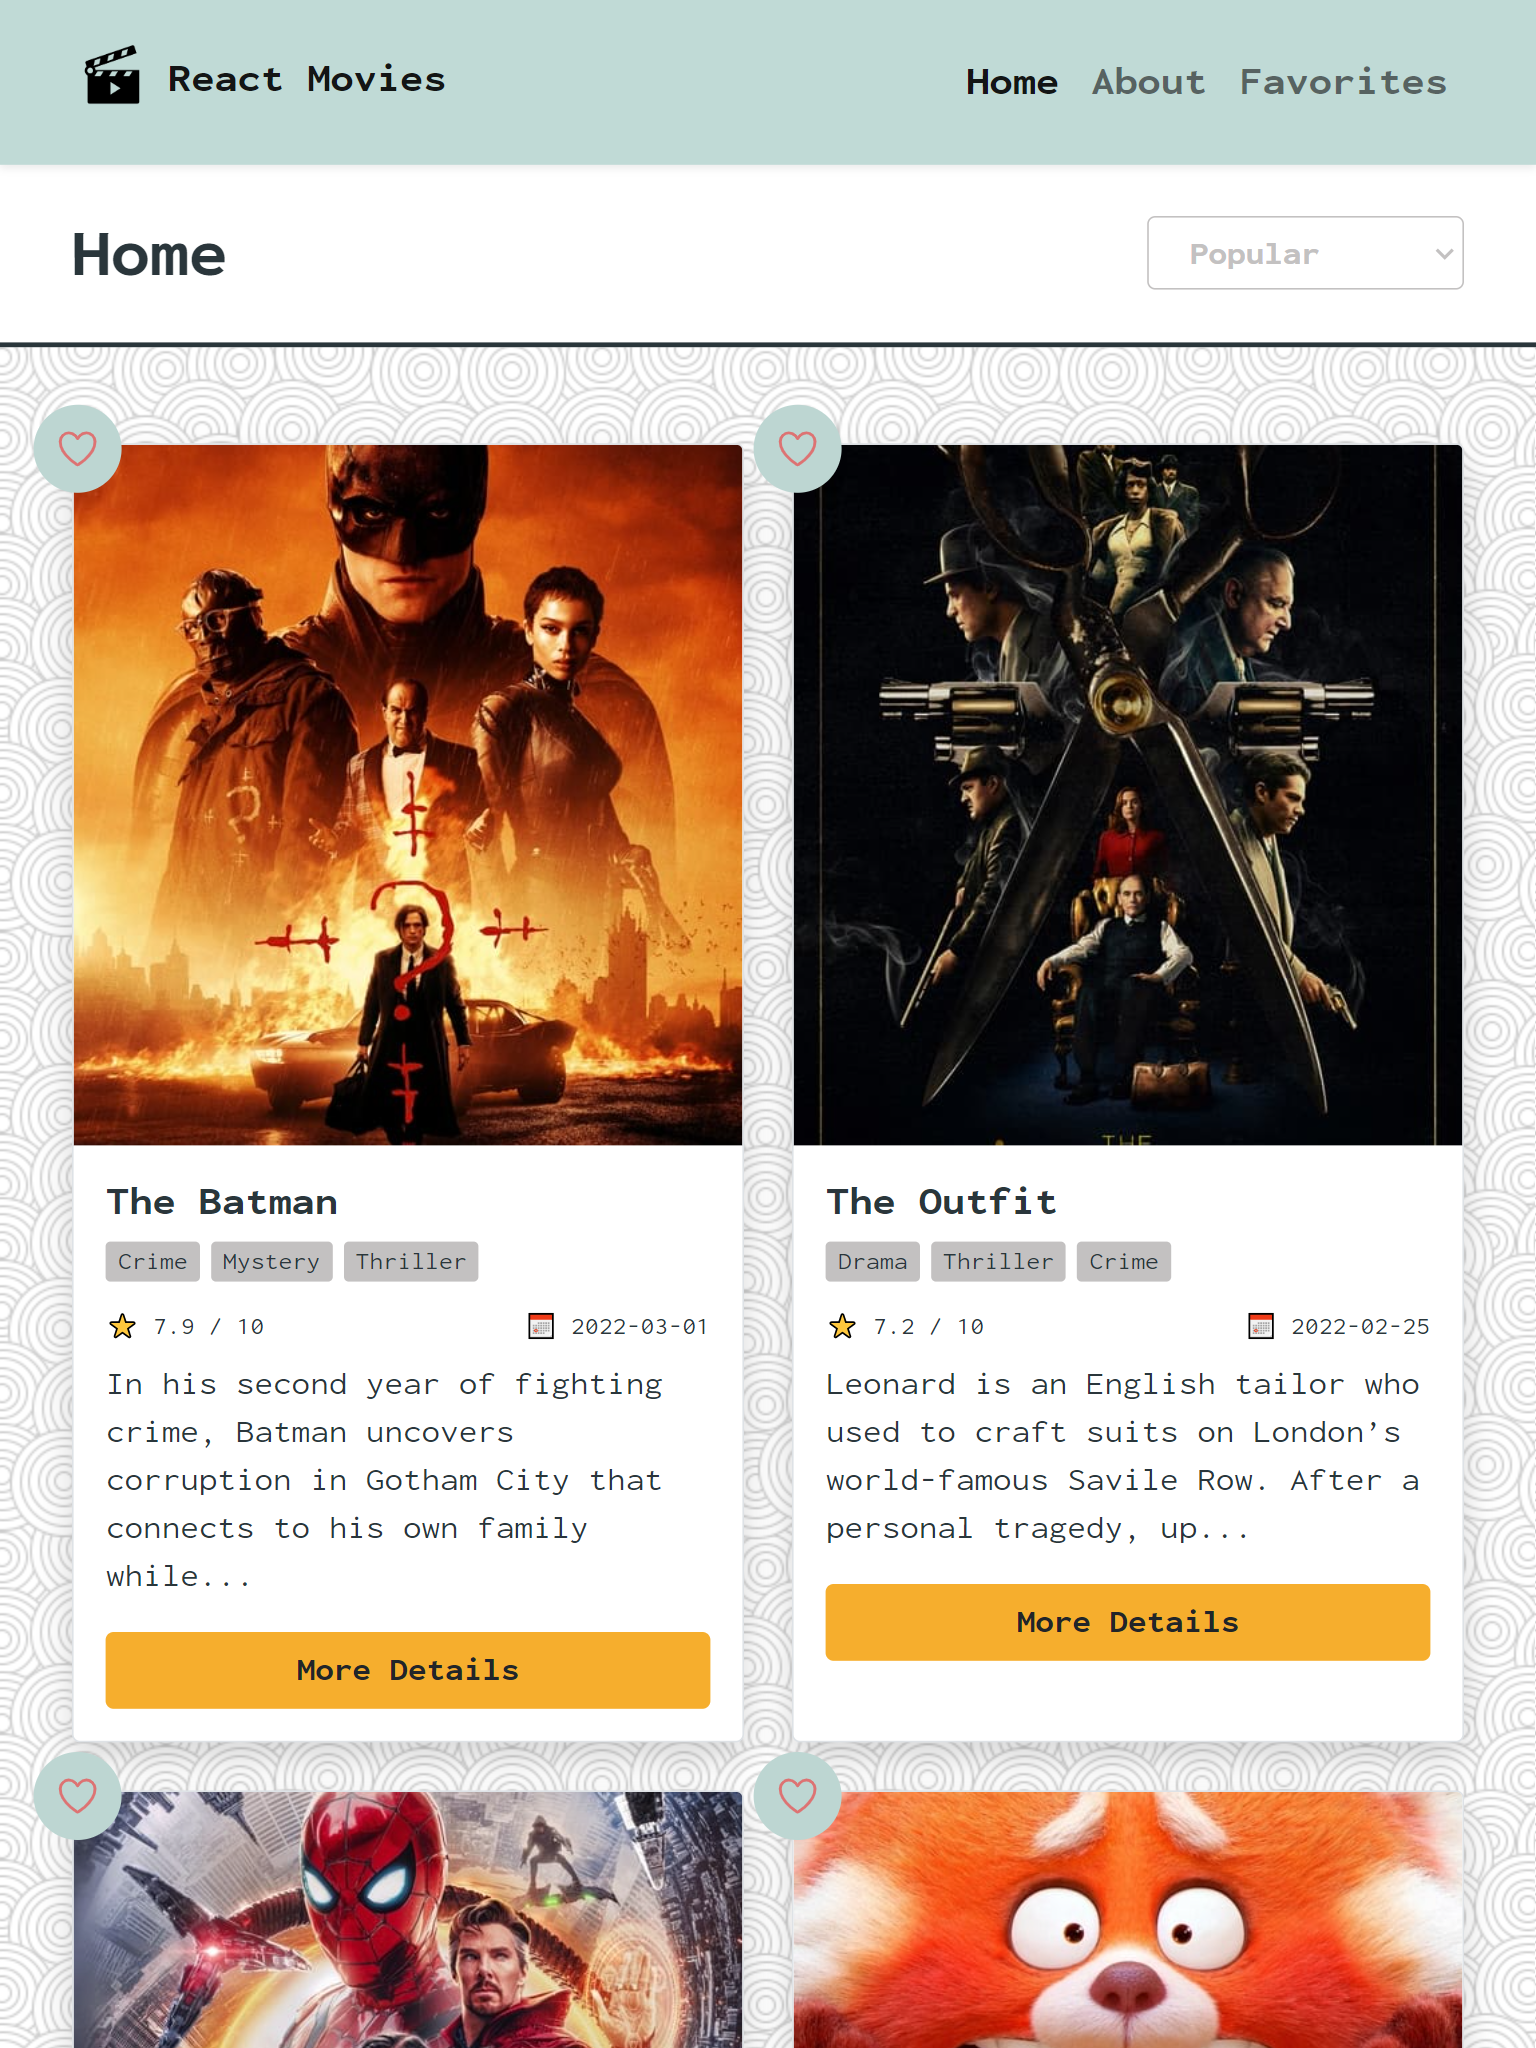 React Movies
Home About Favorites
Home
Popular
The Batman
Crime Mystery Thriller
7.9 / 10 2022-03-01
In his second year of fighting
crime, Batman uncovers
corruption in Gotham City that
connects to his own family
while...
More Details
THE
The Outfit
Drama Thriller Crime
7.2 / 10 2022-02-25
Leonard is an English tailor who
used to craft suits on London’s
world-famous Savile Row. After a
personal tragedy, up...
More Details